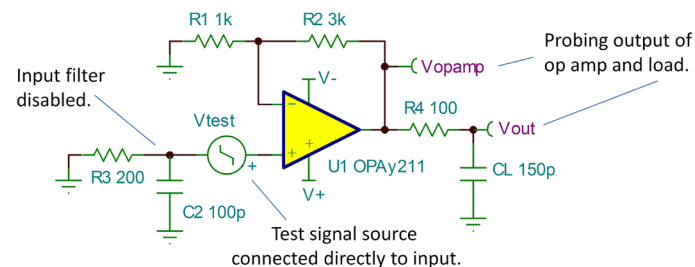 R1 1k
R2 3k
Probing output of
op amp and load.
Vopamp
Input filter
disabled.
V-
Vtest
R4 100
Vout
-
+
+
+
U1 OPAy211
R3 200
CL 150p
V+
C2 100p
Test signal source
connected directly to input.